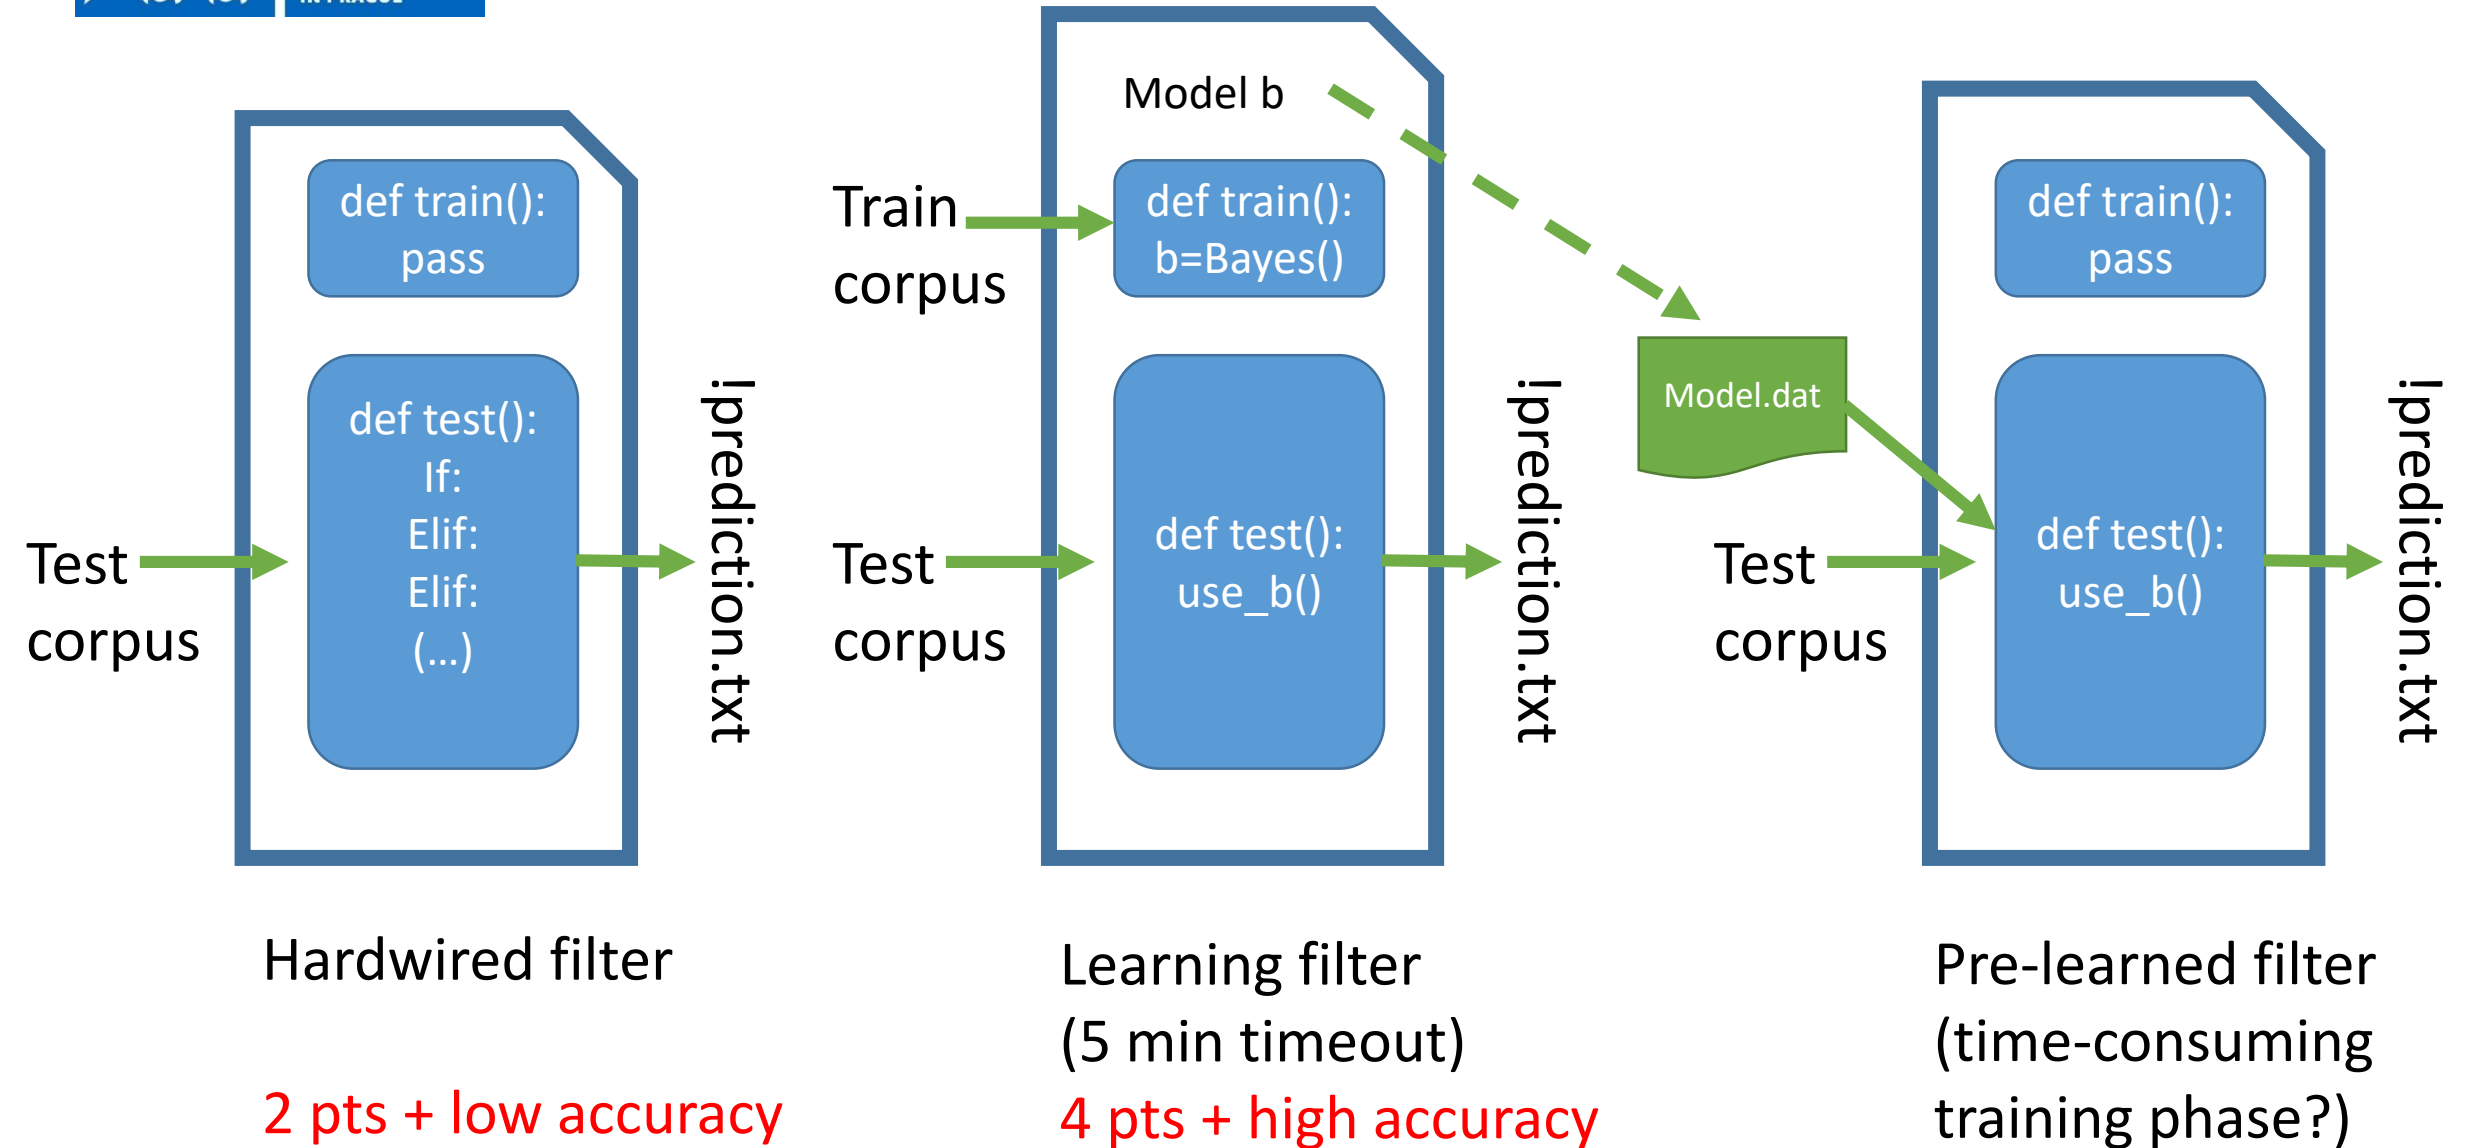 IN PRAGUE
def train():
pass
def test():
If:
Elif:
Elif:
(...)
Test
corpus
!prediction.txt
Hardwired filter
2 pts + low accuracy
Model b
Train
corpus
def train():
b=Bayes()
Test
corpus
def test():
use_b()
!prediction.txt
Learning filter
(5 min timeout)
4 pts + high accuracy
Model.dat
def train():
pass
Test
corpus
def test():
use_b()
!prediction.txt
Pre-learned filter
(time-consuming
training phase?)